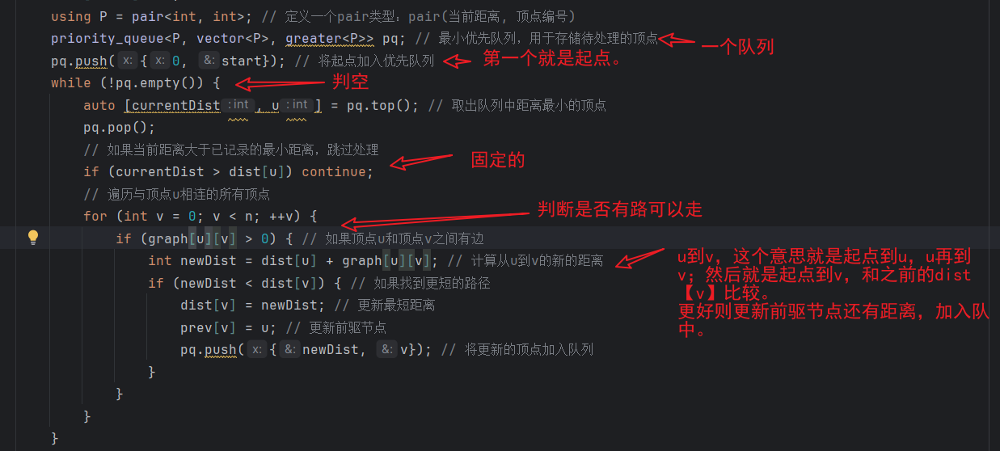 using P = pair<int, int>; // 定义一个pair类型：pair(当前距离, 顶点编号)
priority_queue<P, vector<P>, greater<P>> pq; // 最小优先队列，用于存储待处理的顶点
一个队列
pq.push( x: { x: 0, &: start}); // 将起点加入优先队列
第一个就是起点。
while (!pq.empty()) {
判空
auto [currentDist : int , u : int ] = pq.top(); // 取出队列中距离最小的顶点
pq.pop();
// 如果当前距离大于已记录的最小距离，跳过处理
固定的
if (currentDist > dist[u]) continue;
// 遍历与顶点u相连的所有顶点
for (int v = 0; v < n; ++v) {
判断是否有路可以走
if (graph[u][v] > 0) { // 如果顶点u和顶点v之间有边
int newDist = dist[u] + graph[u][v]; // 计算从u到v的新的距离
u到v，这个意思就是起点到u，u再到
v；然后就是起点到v，和之前的dist
【v】比较。
更好则更新前驱节点还有距离，加入队
中。
if (newDist < dist[v]) { // 如果找到更短的路径
dist[v] = newDist; // 更新最短距离
prev[v] = u; // 更新前驱节点
pq.push( x: { &: newDist, &: v}); // 将更新的顶点加入队列
}
}
}
}